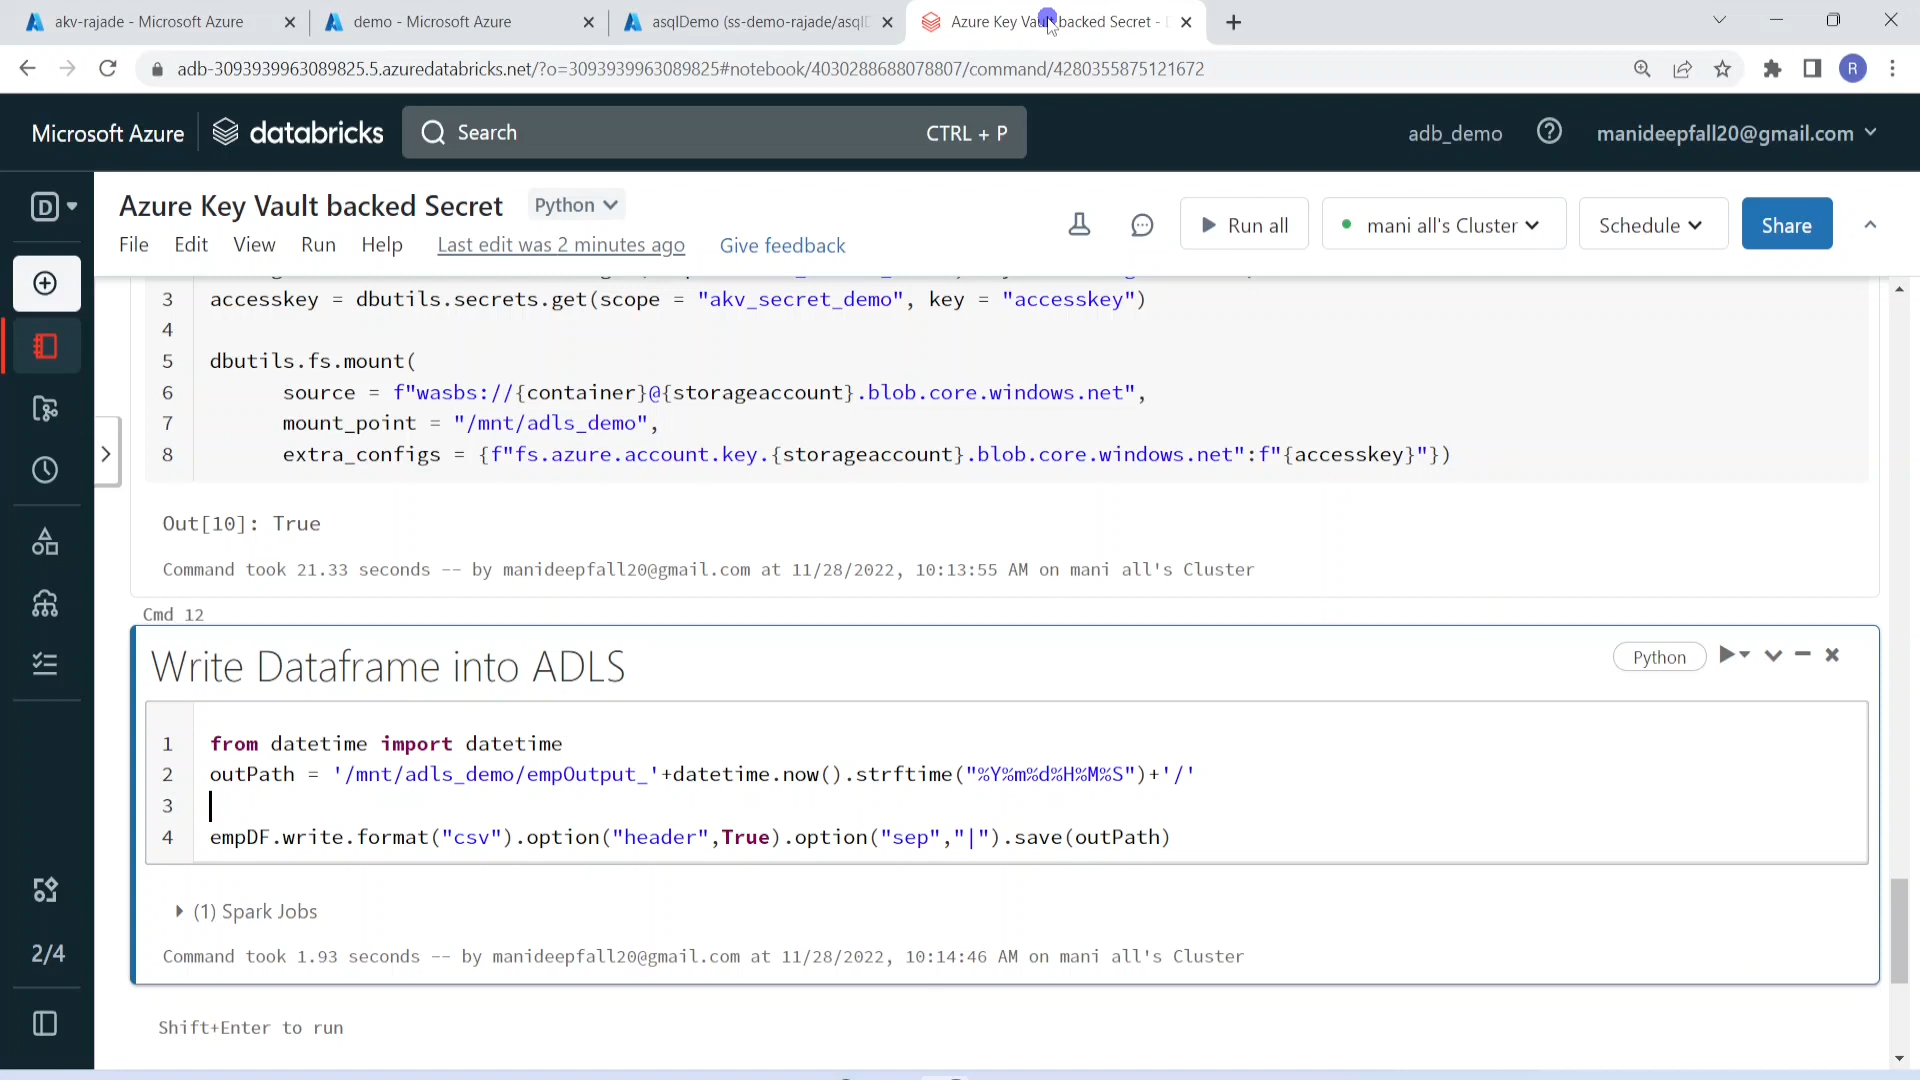 akv-rajade - Microsoft Azure
demo - Microsoft Azure
asqlDemo (ss-demo-rajade/asql
Azure Key Vault backed Secret -
adb-3093939963089825.5.azuredatabricks.net/?o=3093939963089825#notebook/4030288688078807/command/4280355875121672
R
Microsoft Azure
databricks
Search
CTRL + P
adb_demo
manideepfall20@gmail.com
D
Azure Key Vault backed Secret
Python
File Edit View Run Help Last edit was 2 minutes ago Give feedback
Run all
mani all's Cluster
Schedule
Share
3 accesskey = dbutils.secrets.get(scope = "akv_secret_demo", key = "accesskey")
4
5 dbutils.fs.mount(
6 source = f"wasbs://{container}@{storageaccount}.blob.core.windows.net",
7 mount_point = "/mnt/adls_demo",
8 extra_configs = {f"fs.azure.account.key.{storageaccount}.blob.core.windows.net":f"{accesskey}"})
Out[10]: True
Command took 21.33 seconds -- by manideepfall20@gmail.com at 11/28/2022, 10:13:55 AM on mani all's Cluster
Cmd 12
Write Dataframe into ADLS
Python
1 from datetime import datetime
2 outPath = '/mnt/adls_demo/empOutput_'+datetime.now().strftime("%Y%m%d%H%M%S")+'/'
3
4 empDF.write.format("csv").option("header",True).option("sep","|").save(outPath)
(1) Spark Jobs
Command took 1.93 seconds -- by manideepfall20@gmail.com at 11/28/2022, 10:14:46 AM on mani all's Cluster
2/4
Shift+Enter to run